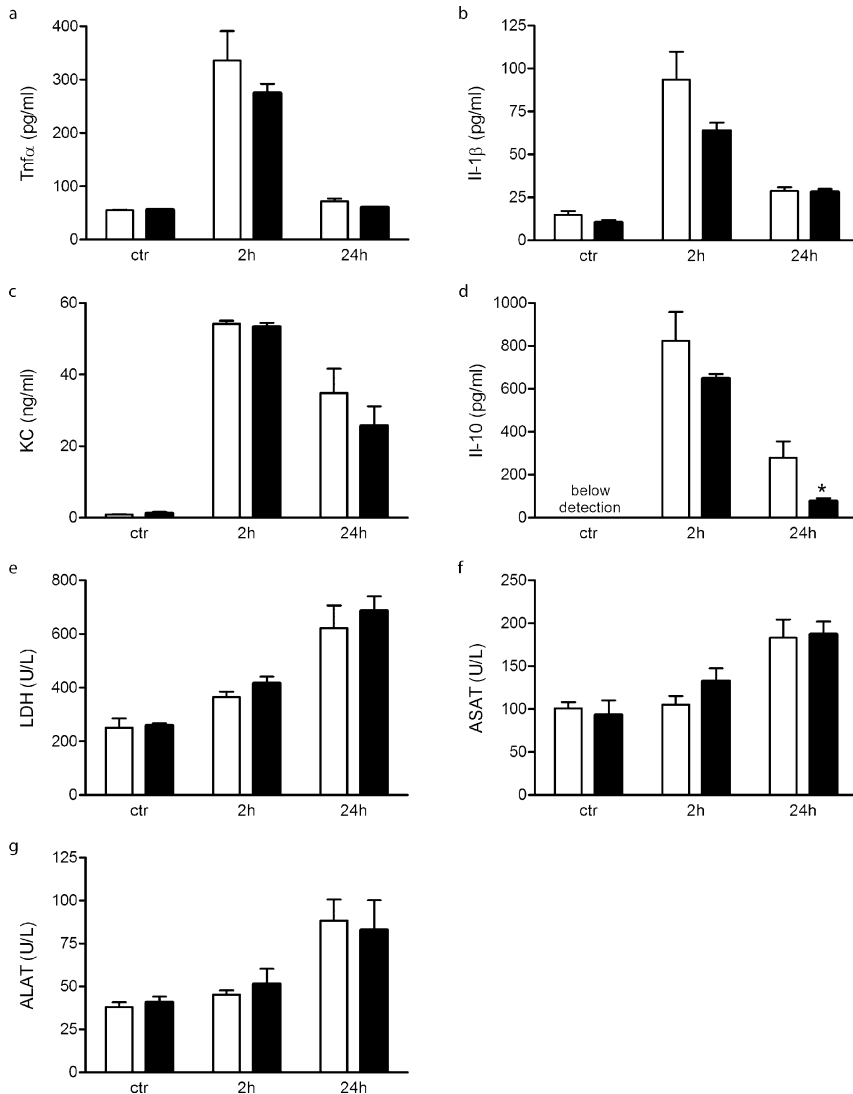 a
Tnfα (pg/ml)
400
300
200
100
0
ctr 2h 24h
b
Il-1β (pg/ml)
125
100
75
50
25
0
ctr 2h 24h
c
KC (ng/ml)
60
40
20
0
ctr 2h 24h
d
Il-10 (pg/ml)
1000
800
600
400
200
0
below
detection
*
ctr 2h 24h
e
LDH (U/L)
800
600
400
200
0
ctr 2h 24h
f
ASAT (U/L)
250
200
150
100
50
0
ctr 2h 24h
g
ALAT (U/L)
125
100
75
50
25
0
ctr 2h 24h